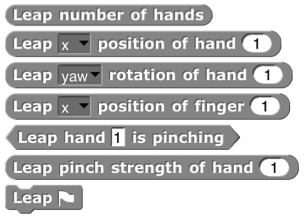 Leap number of hands
Leap x position of hand 1
Leap yaw rotation of hand 1
Leap x position of finger 1
Leap hand 1 is pinching
Leap pinch strength of hand 1
Leap